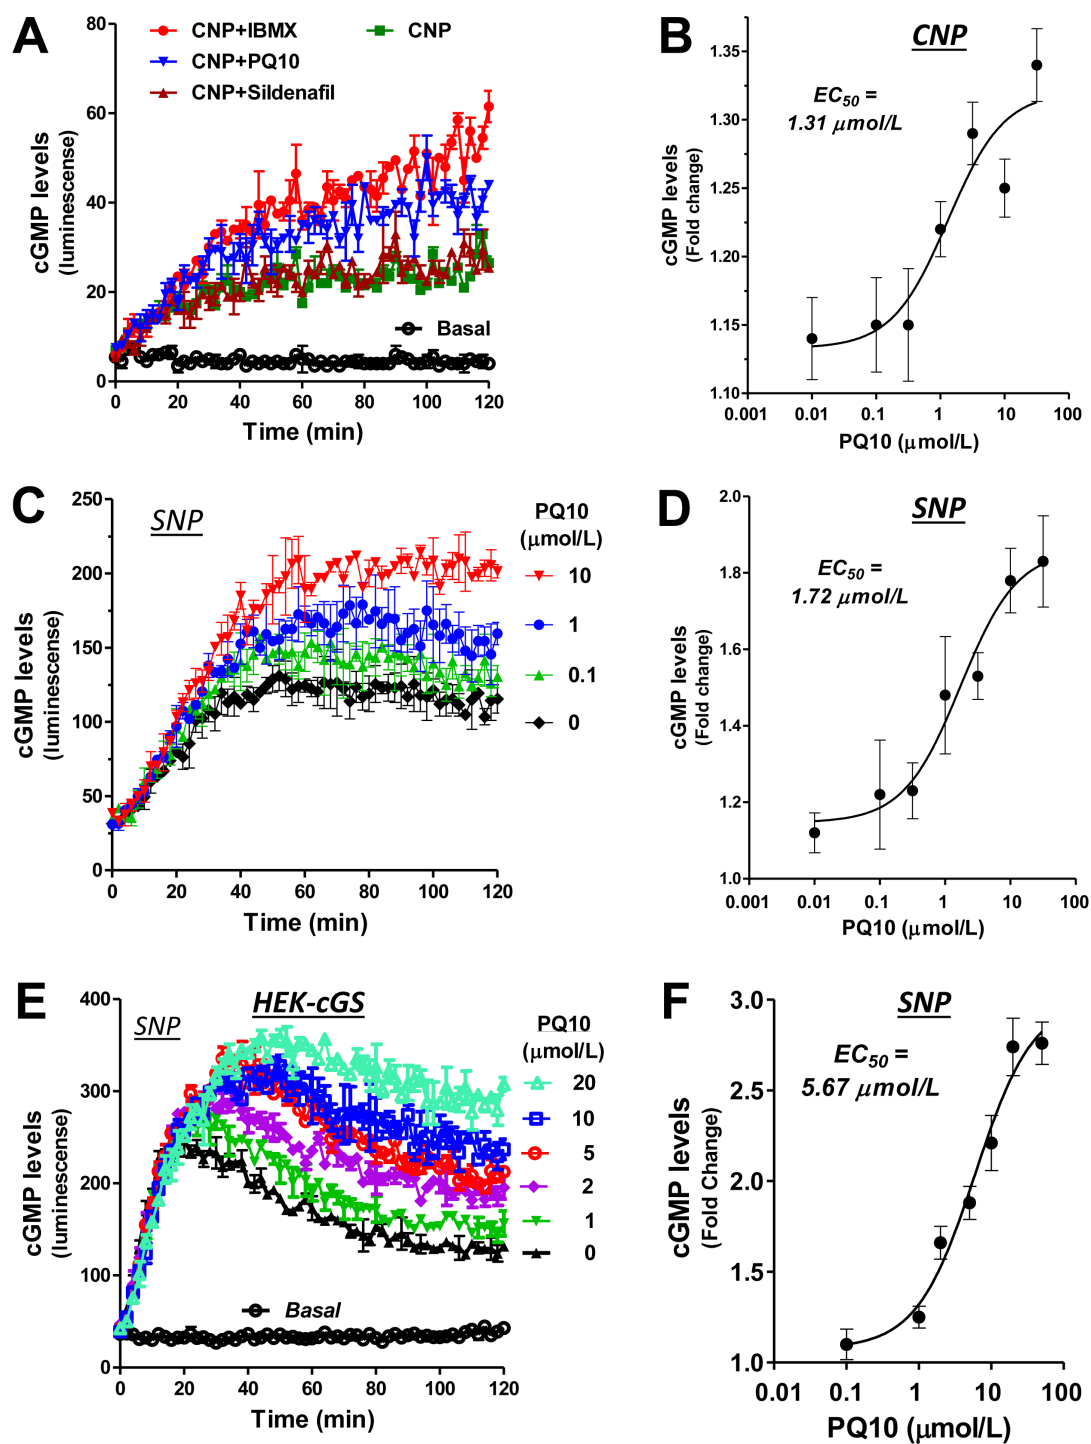 A
CNP+IBMX
CNP
CNP+PQ10
CNP+Sildenafil
Basal
cGMP levels
(luminescense)
80
60
40
20
0
0 20 40 60 80 100 120
Time (min)
B
CNP
EC50 =
1.31 μmol/L
cGMP levels
(Fold change)
1.35
1.30
1.25
1.20
1.15
1.10
0.001 0.01 0.1 1 10 100
PQ10 (μmol/L)
C
SNP
PQ10
(μmol/L)
10
1
0.1
0
cGMP levels
(luminescense)
250
200
150
100
50
0
0 20 40 60 80 100 120
Time (min)
D
SNP
EC50 =
1.72 μmol/L
cGMP levels
(Fold change)
2.0
1.8
1.6
1.4
1.2
1.0
0.001 0.01 0.1 1 10 100
PQ10 (μmol/L)
E
SNP
HEK-cGS
PQ10
(μmol/L)
20
10
5
2
1
0
Basal
cGMP levels
(luminescense)
400
300
200
100
0
0 20 40 60 80 100 120
Time (min)
F
SNP
EC50 =
5.67 μmol/L
cGMP levels
(Fold Change)
3.0
2.5
2.0
1.5
1.0
0.01 0.1 1 10 100
PQ10 (μmol/L)